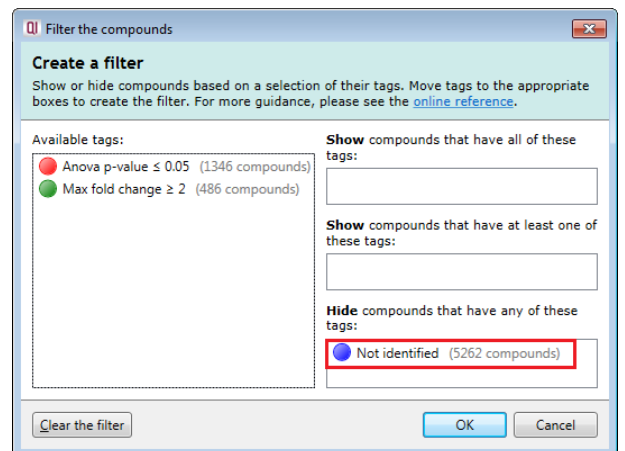 QI Filter the compounds
Create a filter
Show or hide compounds based on a selection of their tags. Move tags to the appropriate
boxes to create the filter. For more guidance, please see the online reference.
Available tags:
Anova p-value ≤ 0.05 (1346 compounds)
Max fold change ≥ 2 (486 compounds)
Show compounds that have all of these
tags:
Show compounds that have at least one of
these tags:
Hide compounds that have any of these
tags:
Not identified (5262 compounds)
Clear the filter
OK
Cancel